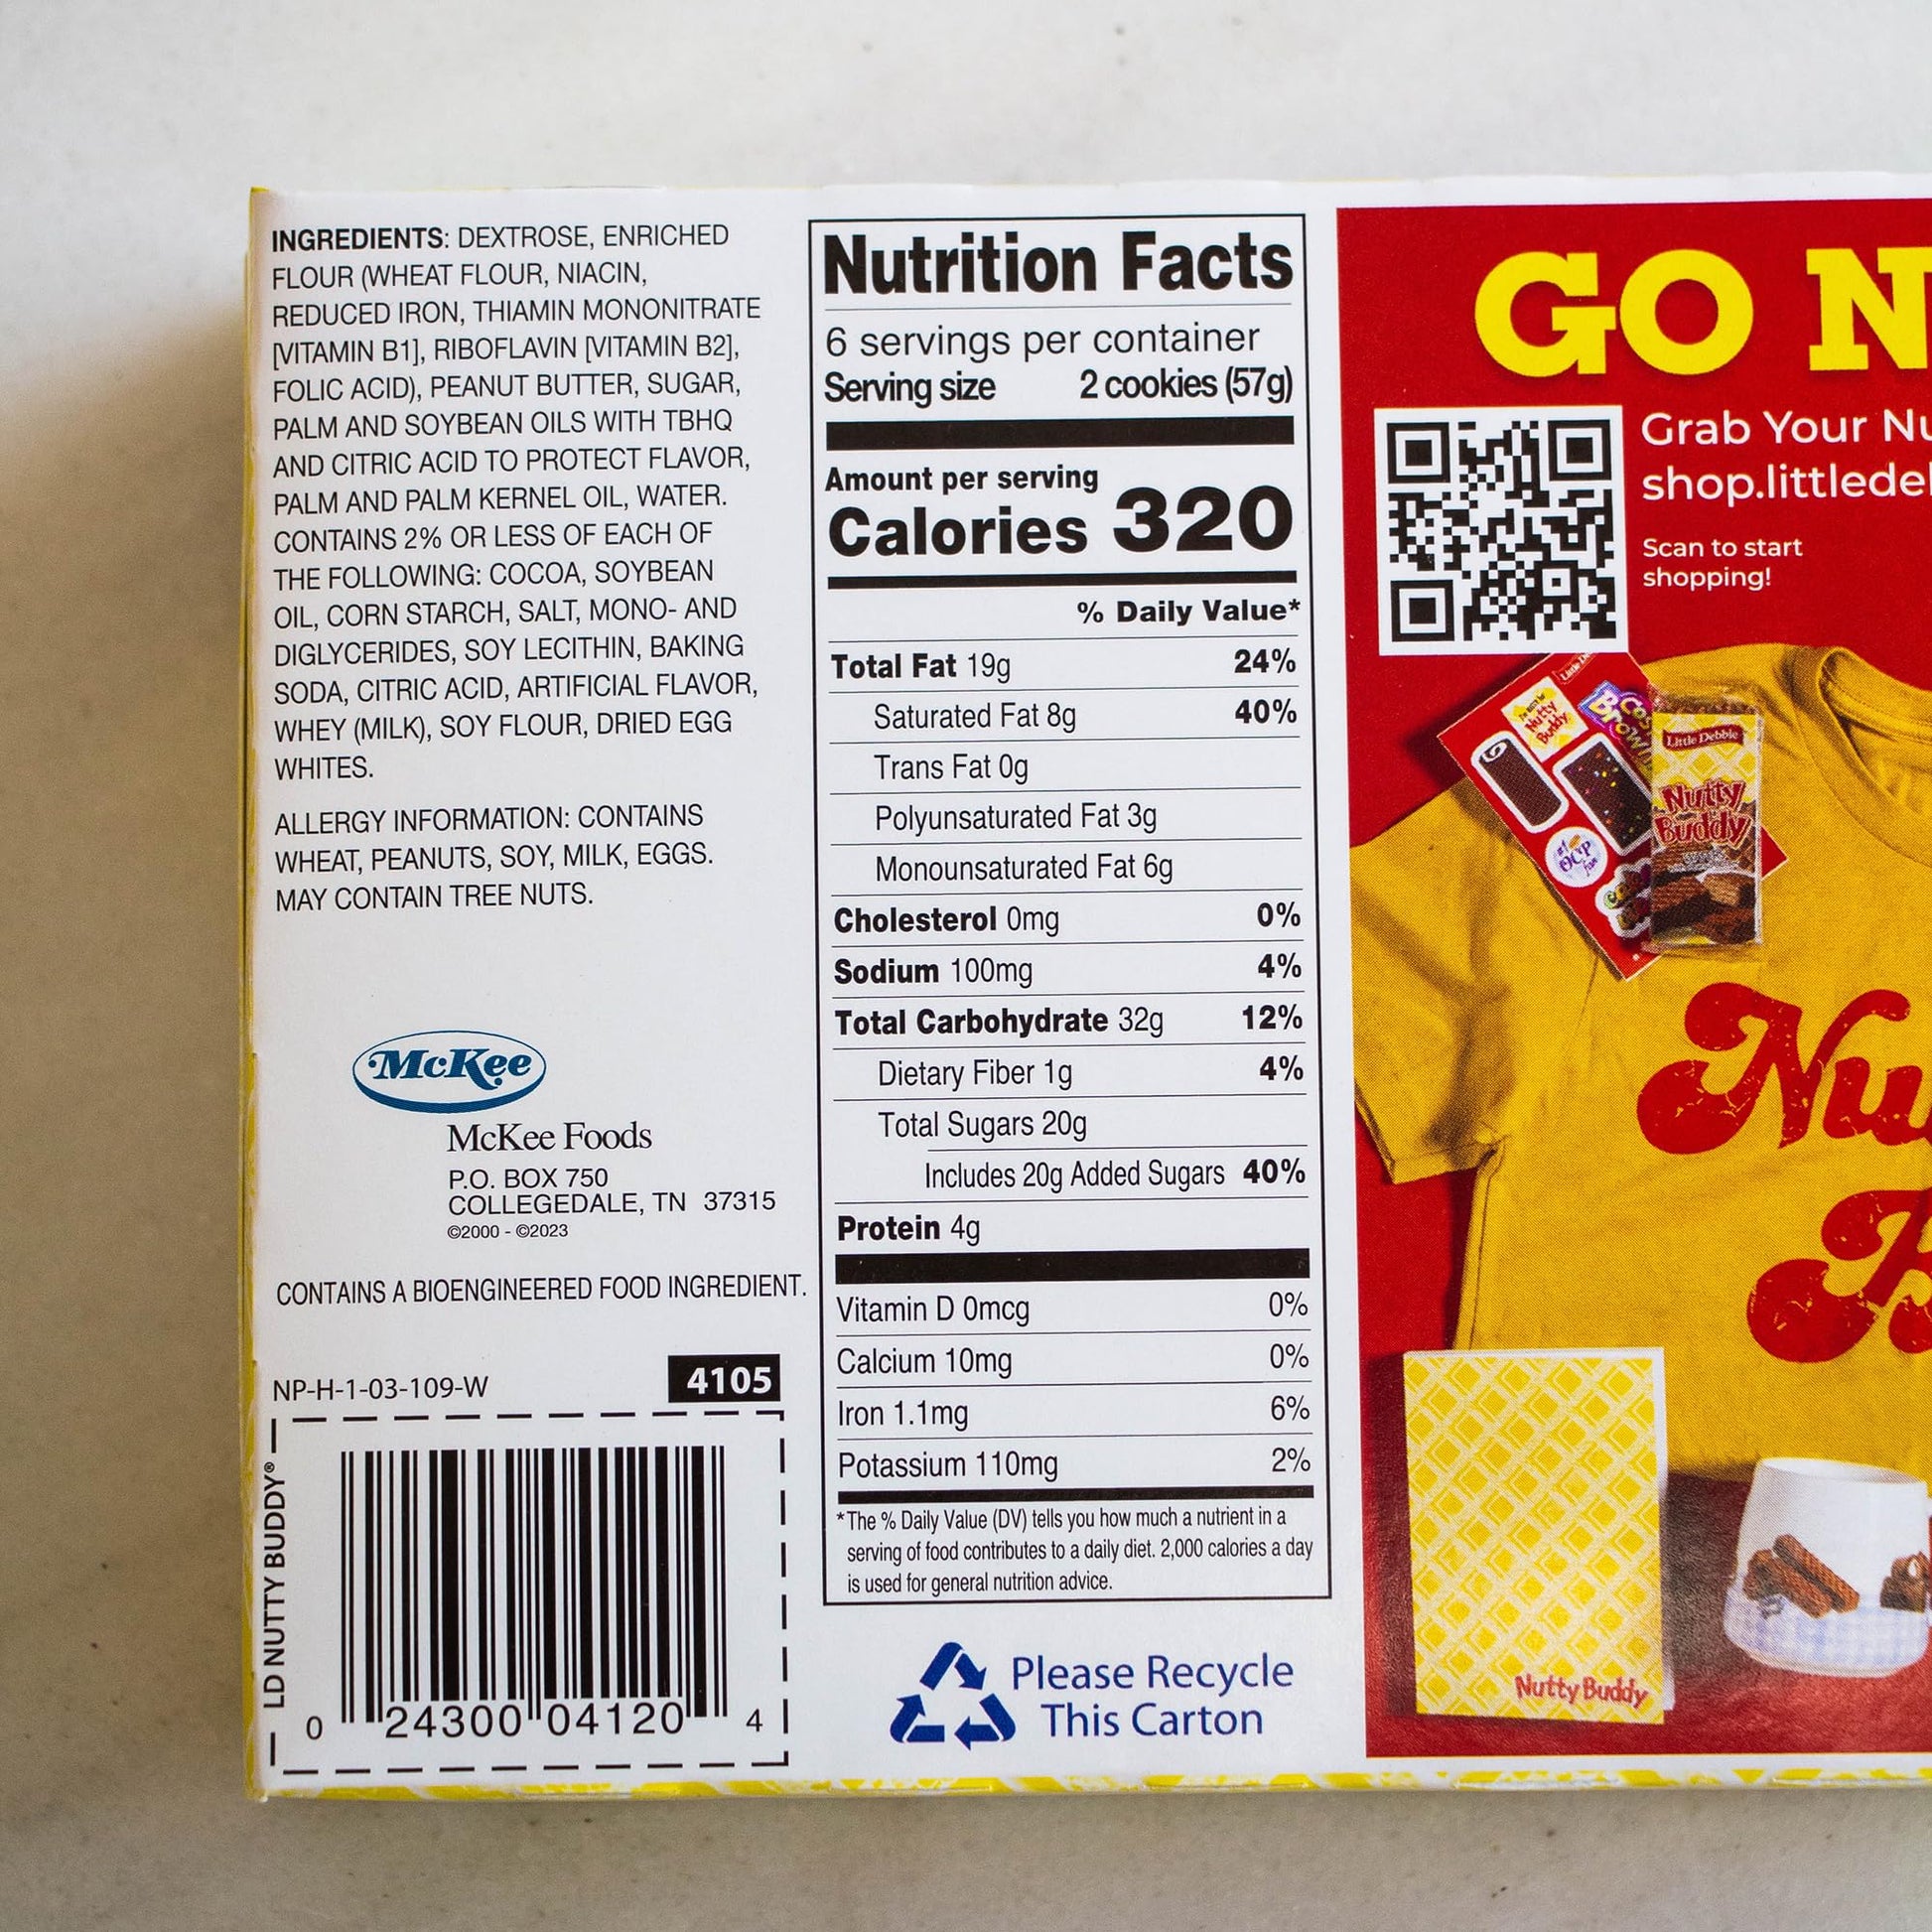 INGREDIENTS: DEXTROSE, ENRICHED
FLOUR (WHEAT FLOUR, NIACIN,
REDUCED IRON, THIAMIN MONONITRATE
[VITAMIN B1], RIBOFLAVIN [VITAMIN B2],
FOLIC ACID), PEANUT BUTTER, SUGAR,
PALM AND SOYBEAN OILS WITH TBHQ
AND CITRIC ACID TO PROTECT FLAVOR,
PALM AND PALM KERNEL OIL, WATER.
CONTAINS 2% OR LESS OF EACH OF
THE FOLLOWING: COCOA, SOYBEAN
OIL, CORN STARCH, SALT, MONO- AND
DIGLYCERIDES, SOY LECITHIN, BAKING
SODA, CITRIC ACID, ARTIFICIAL FLAVOR,
WHEY (MILK), SOY FLOUR, DRIED EGG
WHITES.
ALLERGY INFORMATION: CONTAINS
WHEAT, PEANUTS, SOY, MILK, EGGS.
MAY CONTAIN TREE NUTS.
McKee
McKee Foods
P.O. BOX 750
COLLEGEDALE, TN 37315
©2000 - ©2023
CONTAINS A BIOENGINEERED FOOD INGREDIENT.
NP-H-1-03-109-W
4105
LD NUTTY BUDDY®
0 24300 04120 4
Nutrition Facts
6 servings per container
Serving size 2 cookies (57g)
Amount per serving
Calories 320
% Daily Value*
Total Fat 19g 24%
Saturated Fat 8g 40%
Trans Fat 0g
Polyunsaturated Fat 3g
Monounsaturated Fat 6g
Cholesterol 0mg 0%
Sodium 100mg 4%
Total Carbohydrate 32g 12%
Dietary Fiber 1g 4%
Total Sugars 20g
Includes 20g Added Sugars 40%
Protein 4g
Vitamin D 0mcg 0%
Calcium 10mg 0%
Iron 1.1mg 6%
Potassium 110mg 2%
*The % Daily Value (DV) tells you how much a nutrient in a
serving of food contributes to a daily diet. 2,000 calories a day
is used for general nutrition advice.
Please Recycle
This Carton
GO N
Grab Your Nu
shop.littlede
Scan to start
shopping!
Nutty
Buddy
Little Debbie
Nutty
Buddy
#1
OCP
fan
Nu
B
Nutty Buddy